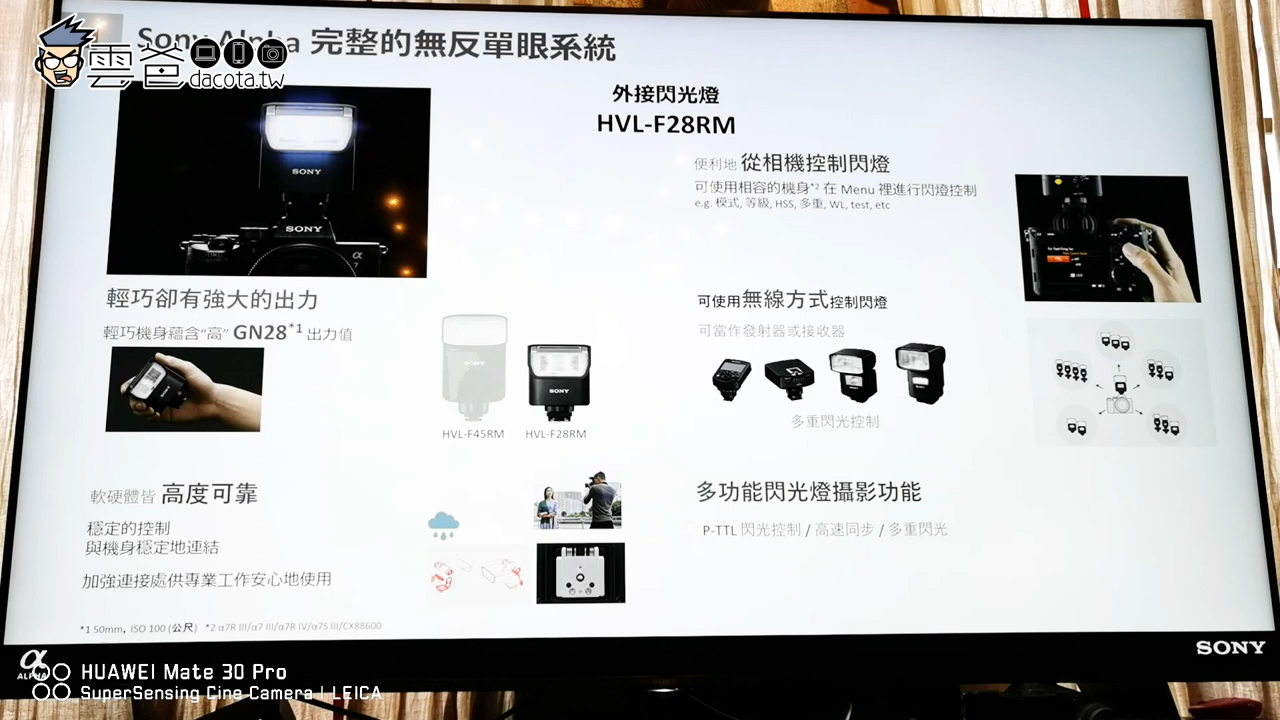 Sony Alpha 完整的無反單眼系統
雲爸
dacota.tw
外接閃光燈
HVL-F28RM
SONY
SONY
α
7
便利地 從相機控制閃燈
可使用相容的機身*2 在 Menu 裡進行閃燈控制
e.g. 模式, 等級, HSS, 多重, WL, test, etc
輕巧卻有強大的出力
輕巧機身蘊含“高” GN28*1 出力值
SONY
SONY
HVL-F45RM
HVL-F28RM
可使用無線方式控制閃燈
可當作發射器或接收器
多重閃光控制
軟硬體皆 高度可靠
穩定的控制
與機身穩定地連結
加強連接處供專業工作安心地使用
多功能閃光燈攝影功能
P-TTL 閃光控制 / 高速同步 / 多重閃光
*1 50mm, ISO 100 (公尺) *2 α7R III/α7 III/α7R IV/α7S III/CX88600
SONY
α
ALPHA
HUAWEI Mate 30 Pro
SuperSensing Cine Camera | LEICA